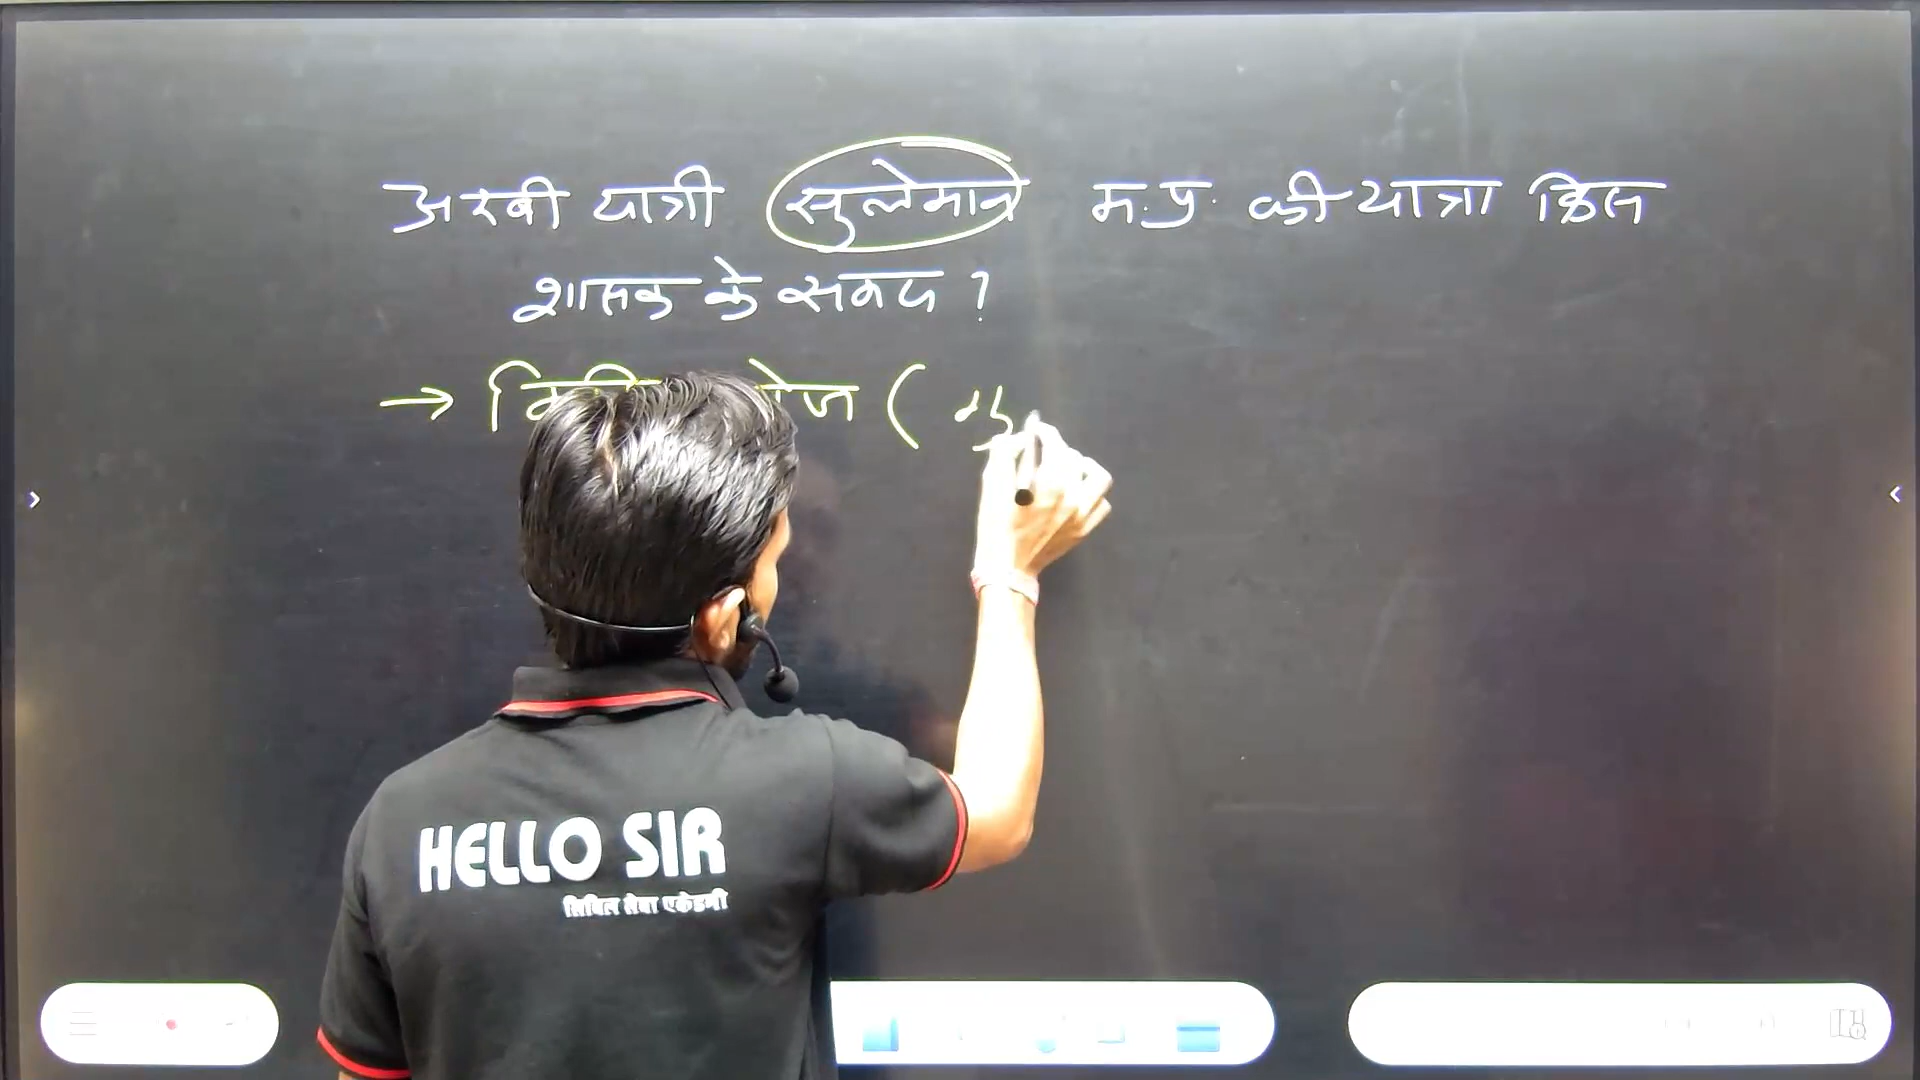 अरबी यात्री सुलेमान म.प्र. की यात्रा किस
शासक के समय ?
→ ( 
HELLO SIR
सिविल सेवा एकेडमी